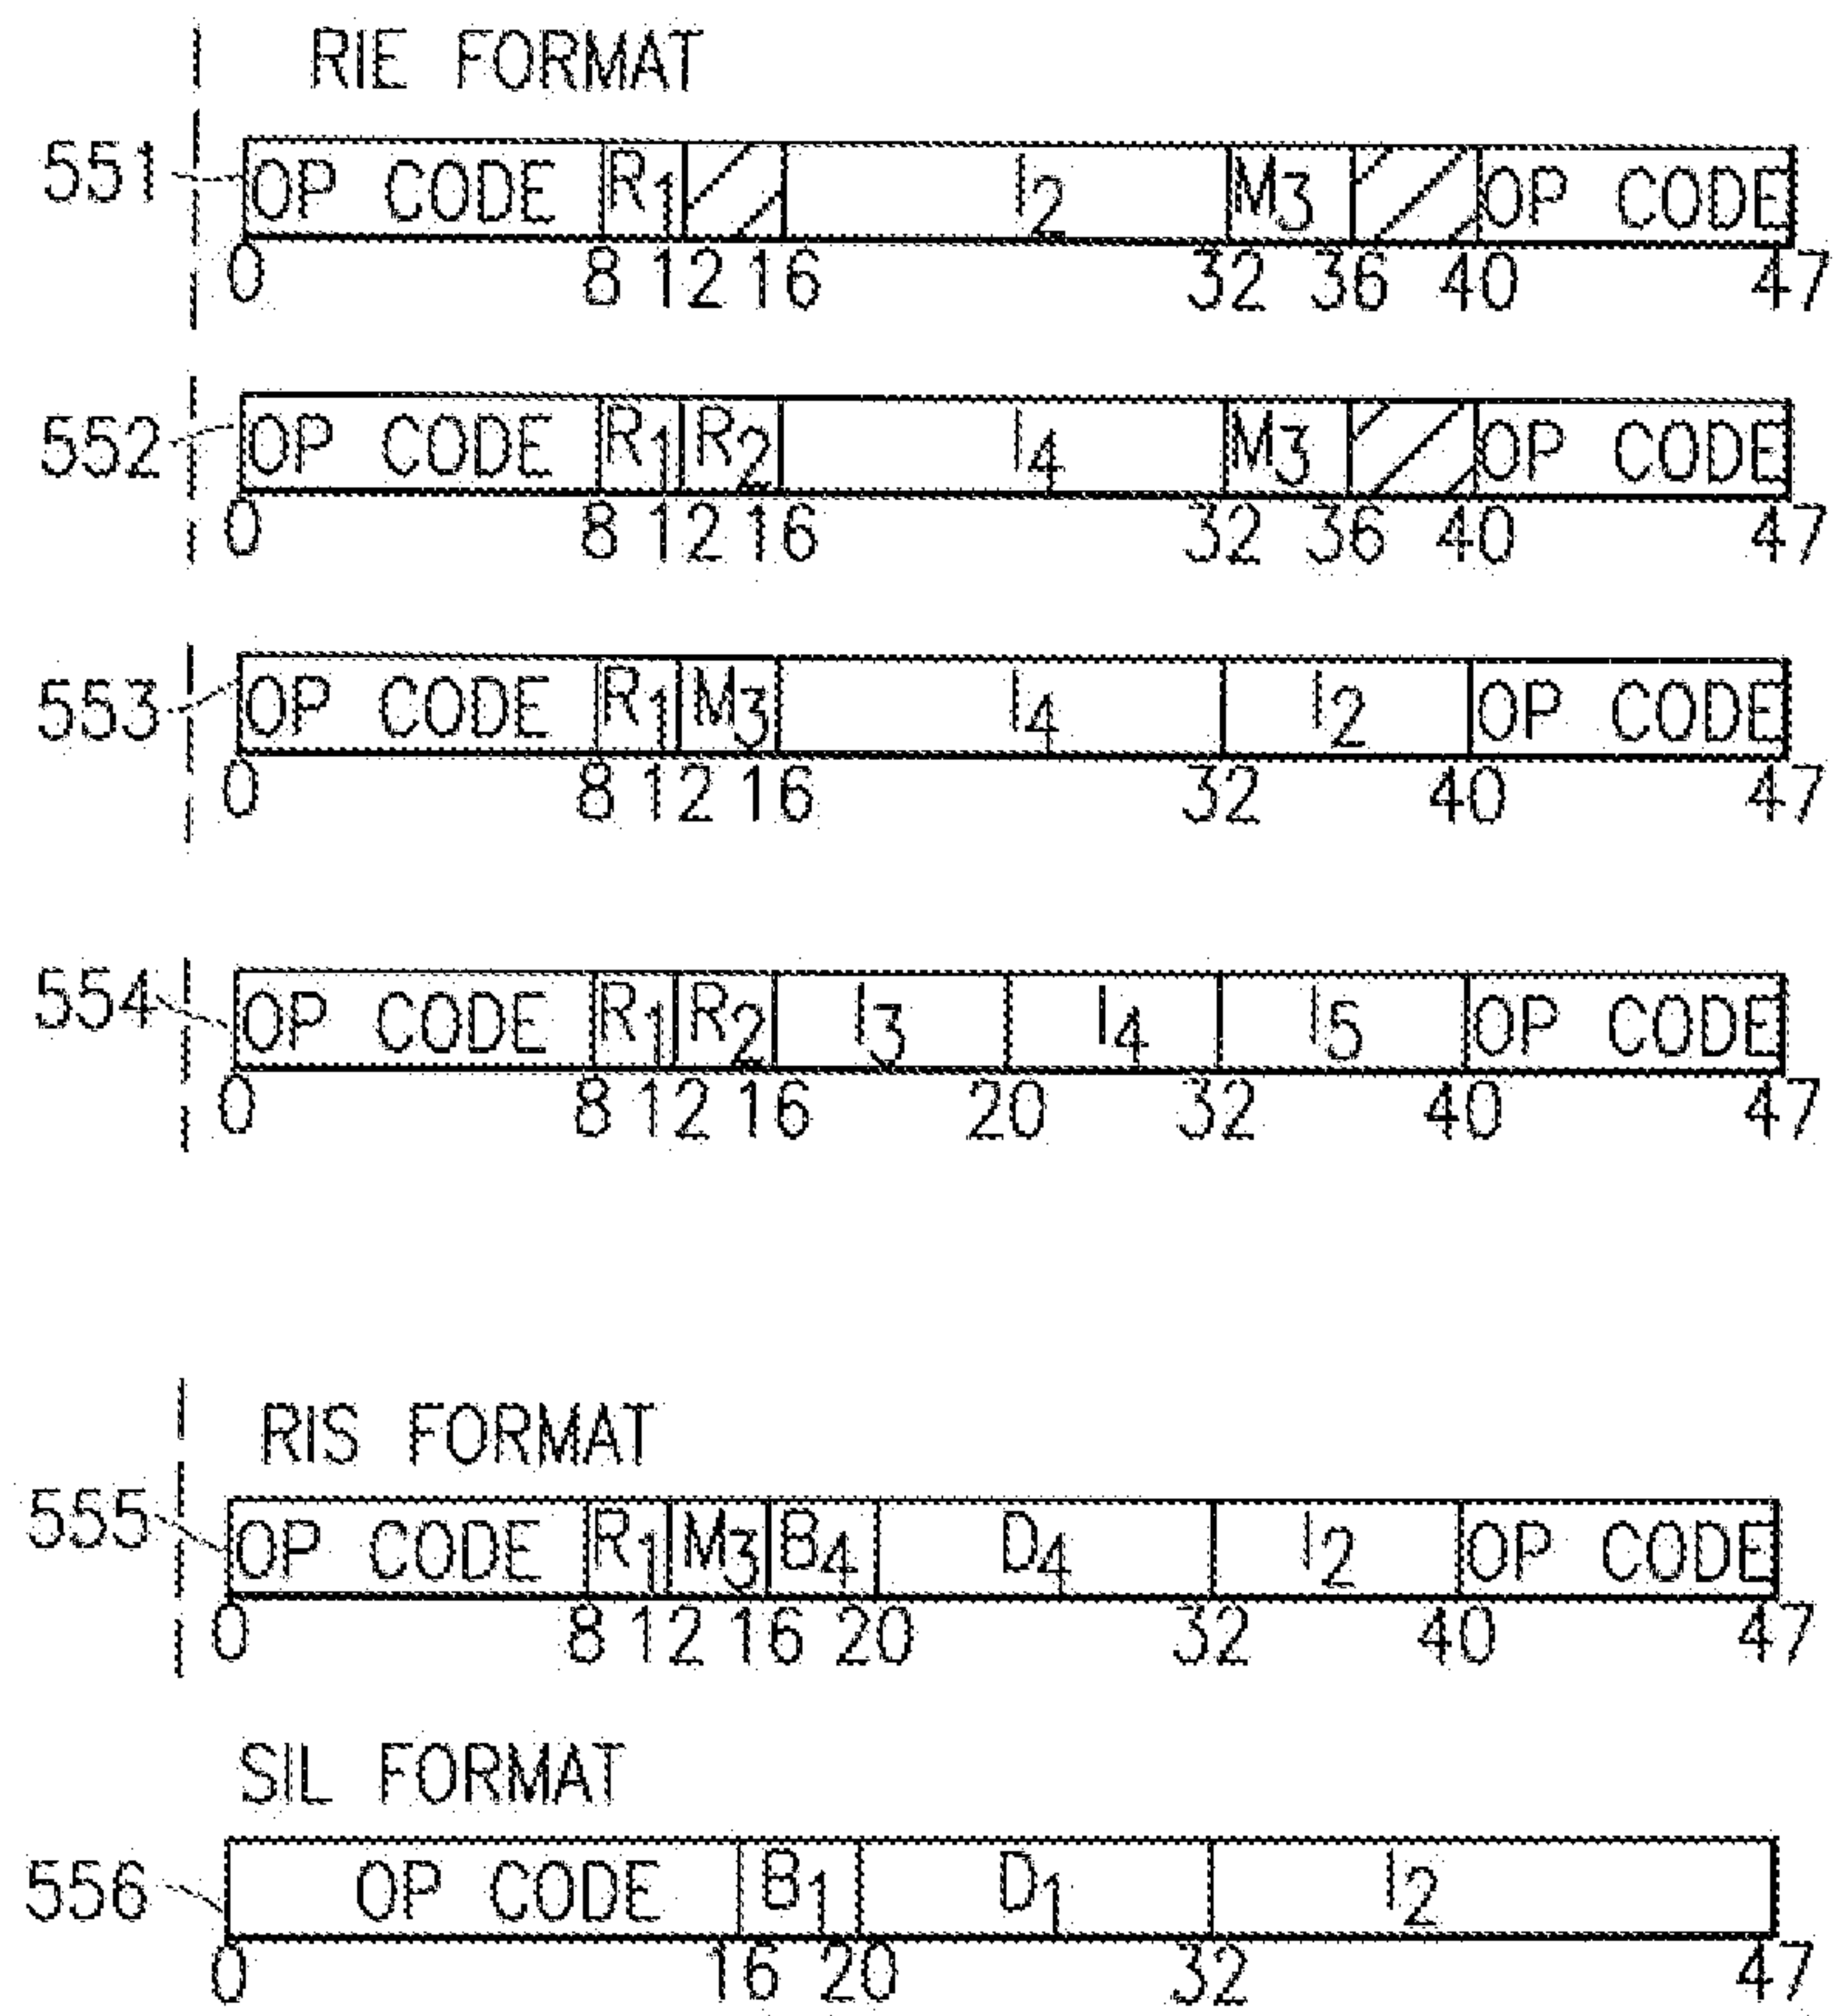 RIE FORMAT
551 OP CODE R1 I2 M3 OP CODE
0 8 12 16 32 36 40 47
552 OP CODE R1 R2 I4 M3 OP CODE
0 8 12 16 32 36 40 47
553 OP CODE R1 M3 I4 I2 OP CODE
0 8 12 16 32 40 47
554 OP CODE R1 R2 I3 I4 I5 OP CODE
0 8 12 16 20 32 40 47
RIS FORMAT
555 OP CODE R1 M3 B4 D4 I2 OP CODE
0 8 12 16 20 32 40 47
SIL FORMAT
556 OP CODE B1 D1 I2
0 16 20 32 47